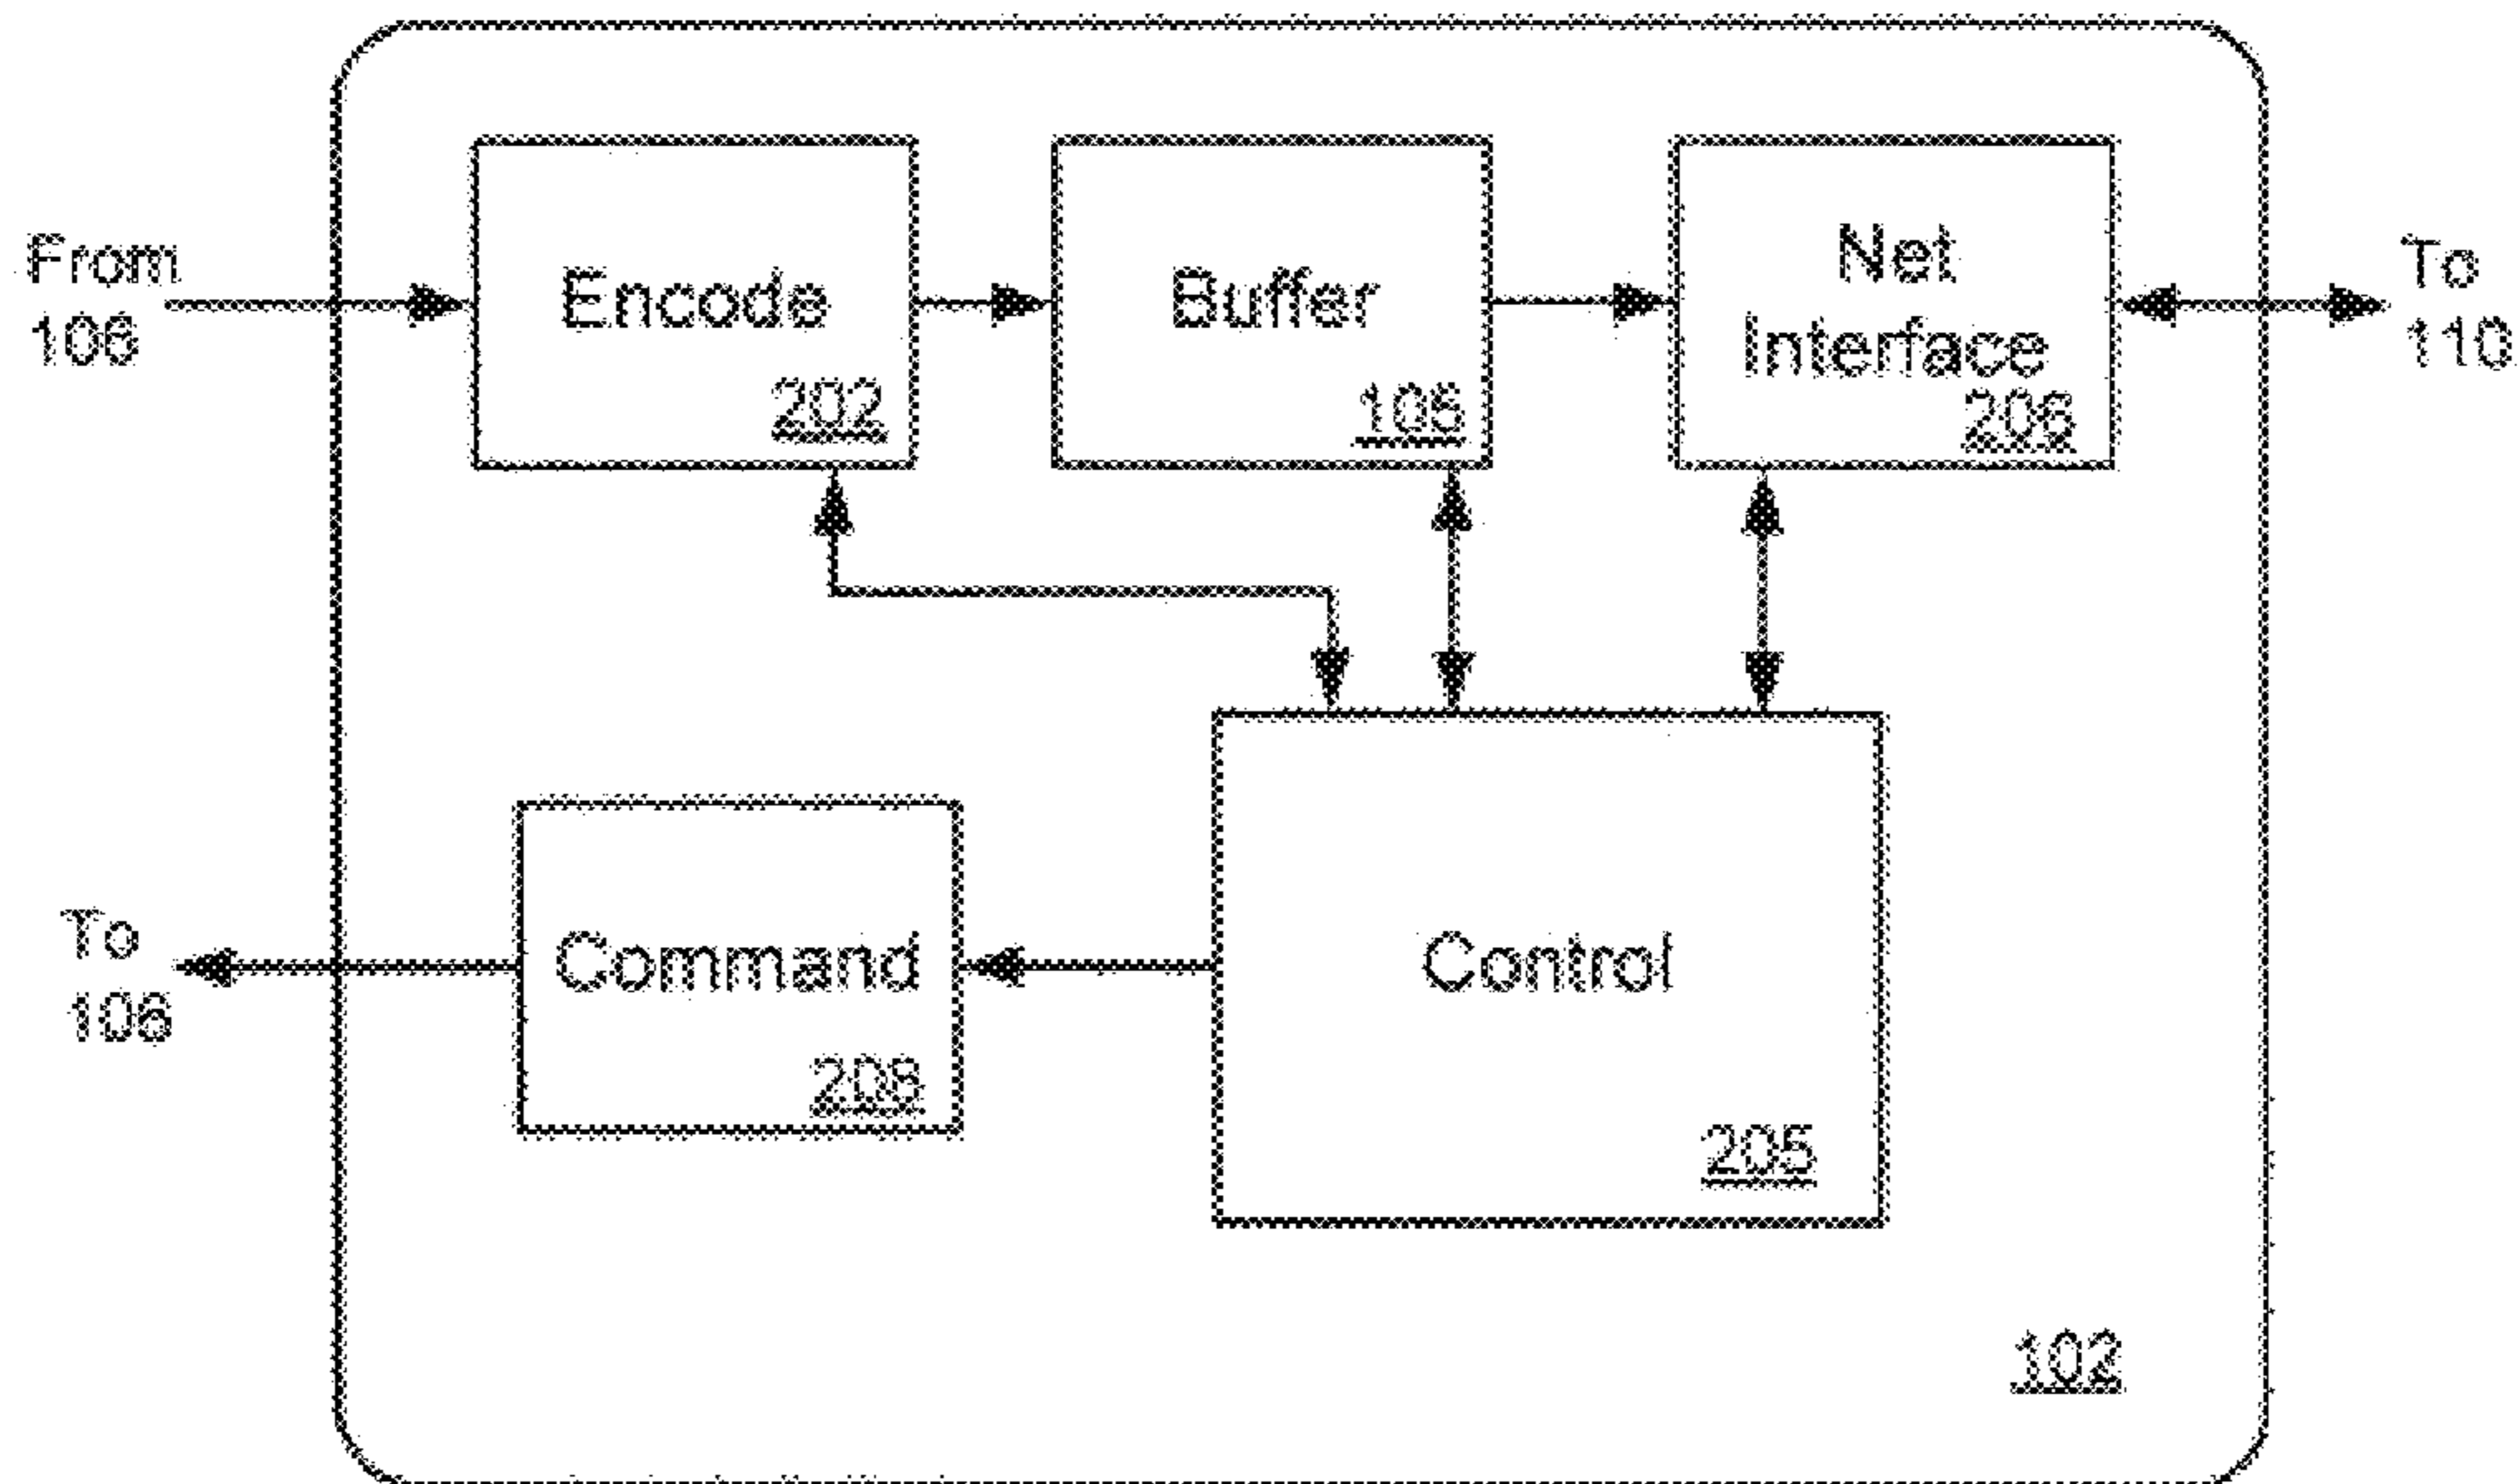 From
106
Encode
202
Buffer
105
Net
Interface
206
To
110
To
106
Command
208
Control
205
102